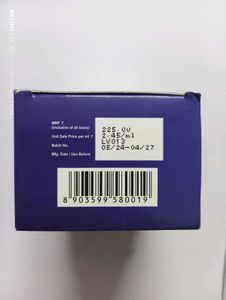 MRP ₹ 225.00
(Inclusive of all taxes)
Unit Sale Price per ml ₹ 2.45/ml
Batch No. LV013
Mfg. Date / Use Before 05/24-04/27
8 903599 580019